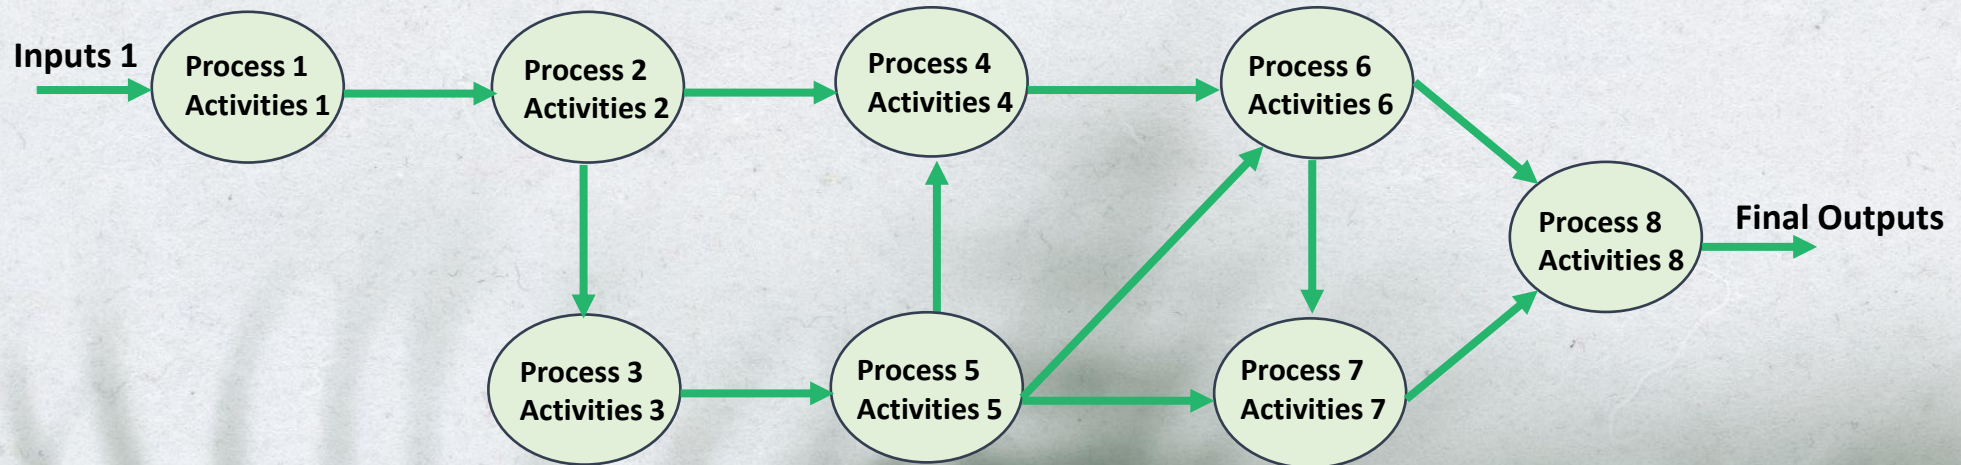 Inputs 1
Process 1
Activities 1
Process 2
Activities 2
Process 4
Activities 4
Process 6
Activities 6
Process 8
Activities 8
Final Outputs
Process 3
Activities 3
Process 5
Activities 5
Process 7
Activities 7